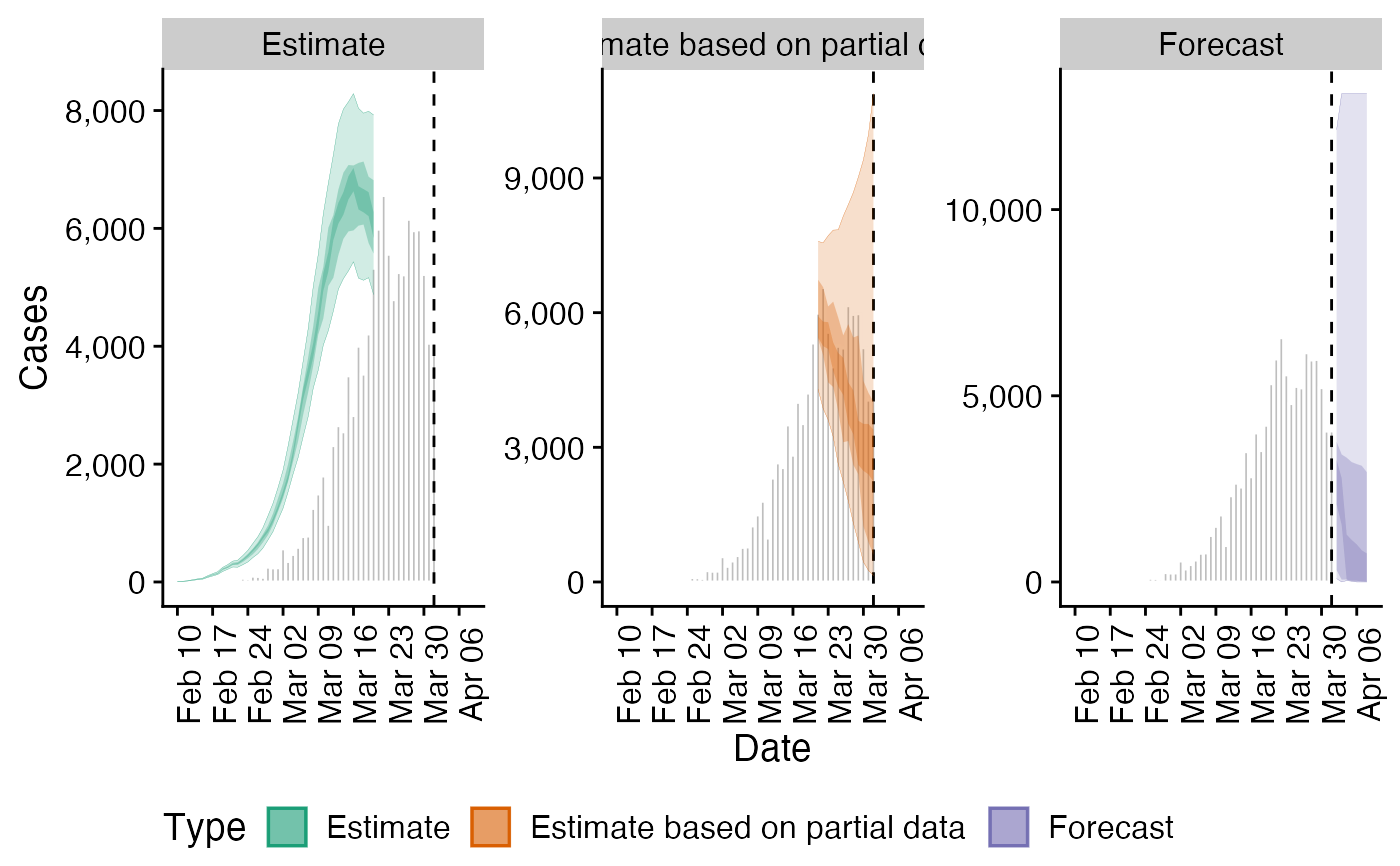 Estimate
mate based on partial d
Forecast
Cases
8,000
6,000
4,000
2,000
0
9,000
6,000
3,000
0
10,000
5,000
0
Feb 10
Feb 17
Feb 24
Mar 02
Mar 09
Mar 16
Mar 23
Mar 30
Apr 06
Feb 10
Feb 17
Feb 24
Mar 02
Mar 09
Mar 16
Mar 23
Mar 30
Apr 06
Feb 10
Feb 17
Feb 24
Mar 02
Mar 09
Mar 16
Mar 23
Mar 30
Apr 06
Date
Type Estimate Estimate based on partial data Forecast